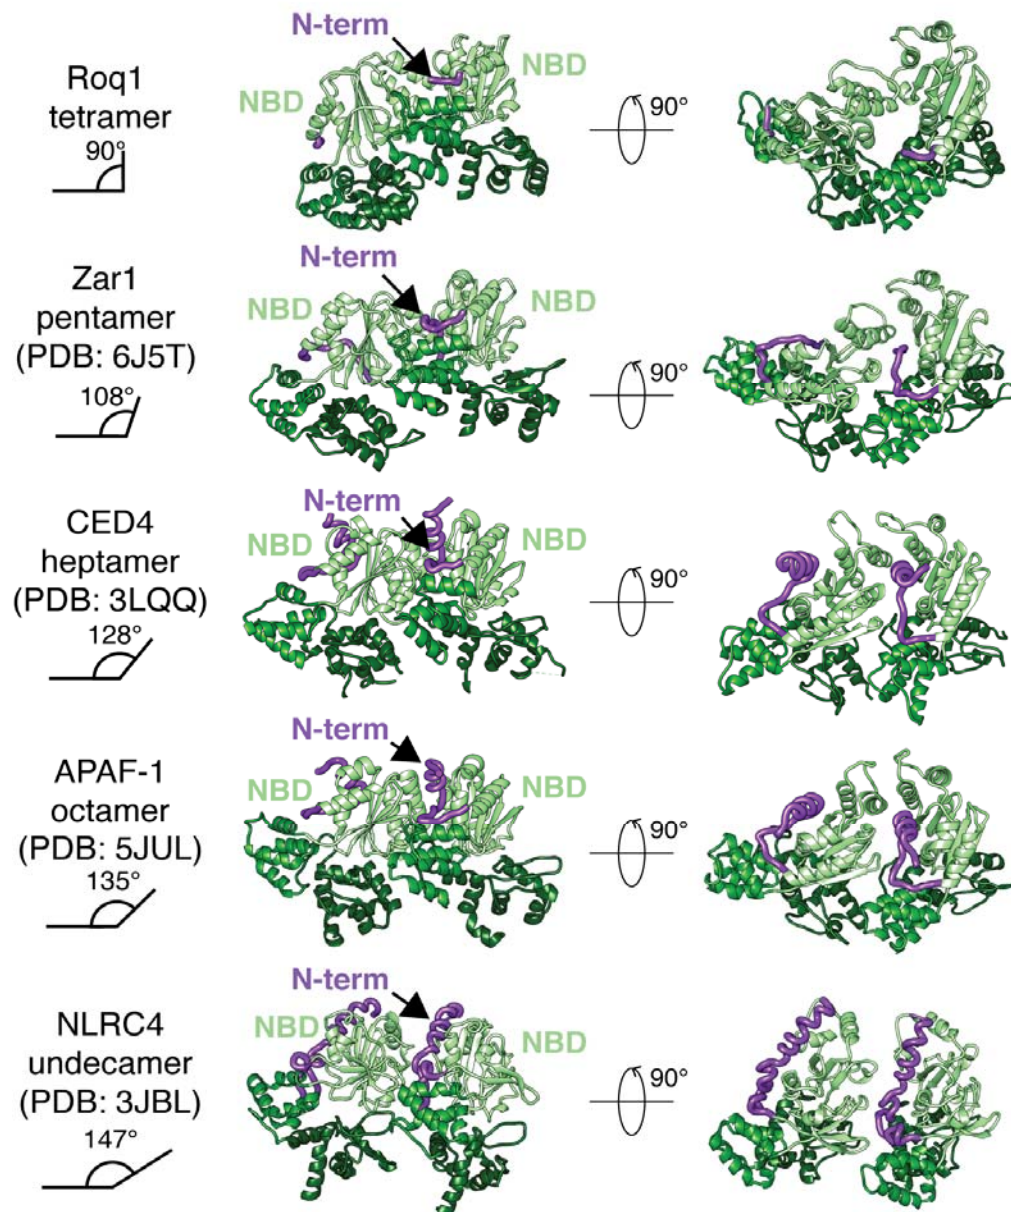 Roq1
tetramer
90°
N-term
NBD
NBD
90°
Zar1
pentamer
(PDB: 6J5T)
108°
N-term
NBD
NBD
90°
CED4
heptamer
(PDB: 3LQQ)
128°
N-term
NBD
NBD
90°
APAF-1
octamer
(PDB: 5JUL)
135°
N-term
NBD
NBD
90°
NLRC4
undecamer
(PDB: 3JBL)
147°
N-term
NBD
NBD
90°